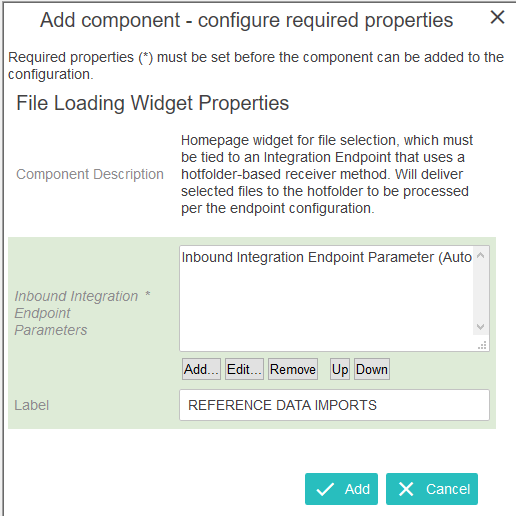 Add component - configure required properties
Required properties (*) must be set before the component can be added to the
configuration.
File Loading Widget Properties
Component Description
Homepage widget for file selection, which must
be tied to an Integration Endpoint that uses a
hotfolder-based receiver method. Will deliver
selected files to the hotfolder to be processed
per the endpoint configuration.
Inbound Integration *
Endpoint
Parameters
Inbound Integration Endpoint Parameter (Auto
Add... Edit... Remove Up Down
Label
REFERENCE DATA IMPORTS
Add Cancel